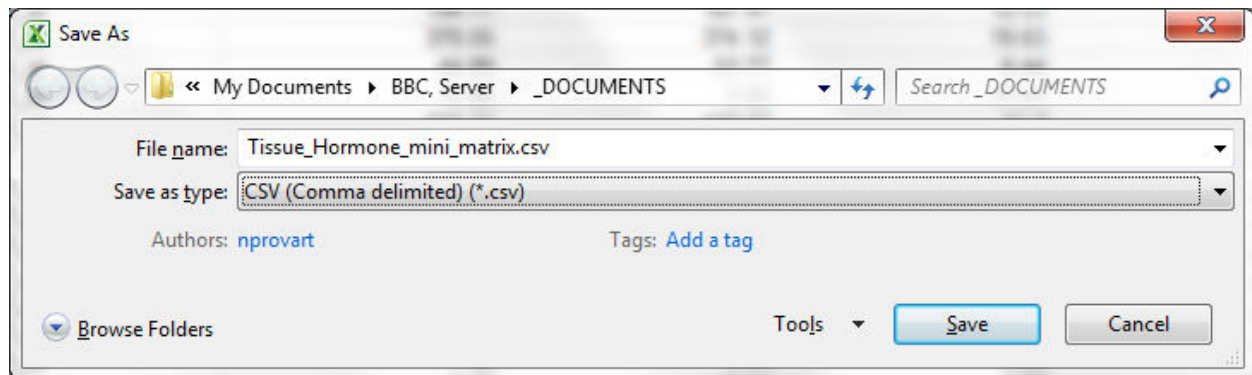 Save As
« My Documents ▸ BBC, Server ▸ _DOCUMENTS Search _DOCUMENTS
File name: Tissue_Hormone_mini_matrix.csv
Save as type: CSV (Comma delimited) (*.csv)
Authors: nprovart Tags: Add a tag
Browse Folders Tools Save Cancel